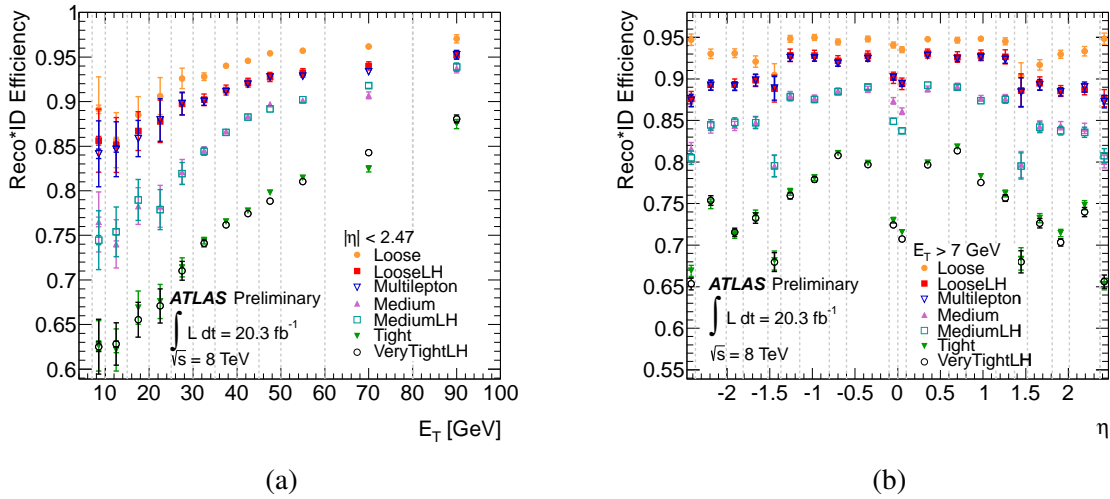 Reco*ID Efficiency
1
0.95
0.9
0.85
0.8
0.75
0.7
0.65
0.6
|η| < 2.47
Loose
LooseLH
Multilepton
Medium
MediumLH
Tight
VeryTightLH
ATLAS Preliminary
∫ L dt = 20.3 fb⁻¹
√s = 8 TeV
10 20 30 40 50 60 70 80 90 100
E_T [GeV]
(a)
Reco*ID Efficiency
0.95
0.9
0.85
0.8
0.75
0.7
0.65
0.6
0.55
E_T > 7 GeV
Loose
LooseLH
Multilepton
Medium
MediumLH
Tight
VeryTightLH
ATLAS Preliminary
∫ L dt = 20.3 fb⁻¹
√s = 8 TeV
-2 -1.5 -1 -0.5 0 0.5 1 1.5 2
η
(b)